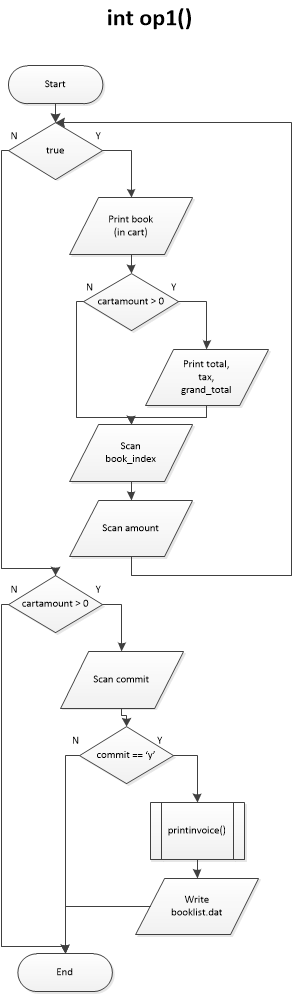 int op1()
Start
N
Y
true
Print book
(in cart)
N
Y
cartamount > 0
Print total,
tax,
grand_total
Scan
book_index
Scan amount
N
Y
cartamount > 0
Scan commit
N
Y
commit == ‘y’
printinvoice()
Write
booklist.dat
End